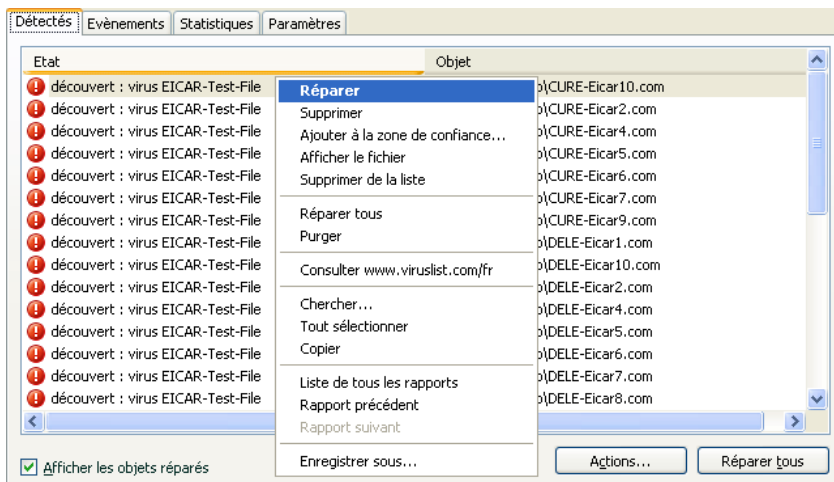 Détectés Evènements Statistiques Paramètres
Etat Objet
découvert : virus EICAR-Test-File p\CURE-Eicar10.com
découvert : virus EICAR-Test-File p\CURE-Eicar2.com
découvert : virus EICAR-Test-File p\CURE-Eicar4.com
découvert : virus EICAR-Test-File p\CURE-Eicar5.com
découvert : virus EICAR-Test-File p\CURE-Eicar6.com
découvert : virus EICAR-Test-File p\CURE-Eicar7.com
découvert : virus EICAR-Test-File p\CURE-Eicar9.com
découvert : virus EICAR-Test-File p\DELE-Eicar1.com
découvert : virus EICAR-Test-File p\DELE-Eicar10.com
découvert : virus EICAR-Test-File p\DELE-Eicar2.com
découvert : virus EICAR-Test-File p\DELE-Eicar4.com
découvert : virus EICAR-Test-File p\DELE-Eicar5.com
découvert : virus EICAR-Test-File p\DELE-Eicar6.com
découvert : virus EICAR-Test-File p\DELE-Eicar7.com
découvert : virus EICAR-Test-File p\DELE-Eicar8.com
Réparer
Supprimer
Ajouter à la zone de confiance...
Afficher le fichier
Supprimer de la liste
Réparer tous
Purger
Consulter www.viruslist.com/fr
Chercher...
Tout sélectionner
Copier
Liste de tous les rapports
Rapport précédent
Rapport suivant
Enregistrer sous...
Afficher les objets réparés
Actions... Réparer tous